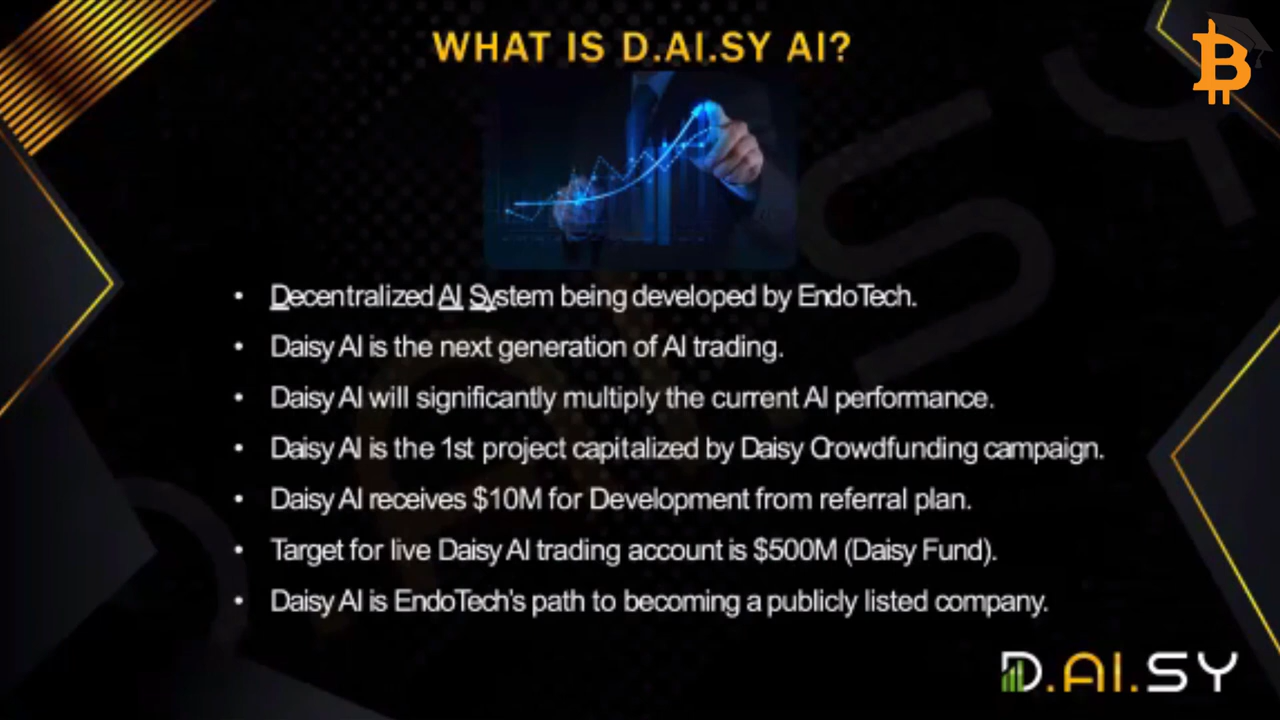 WHAT IS D.AI.SY AI?
• Decentralized AI System being developed by EndoTech.
• Daisy AI is the next generation of AI trading.
• Daisy AI will significantly multiply the current AI performance.
• Daisy AI is the 1st project capitalized by Daisy Crowdfunding campaign.
• Daisy AI receives $10M for Development from referral plan.
• Target for live Daisy AI trading account is $500M (Daisy Fund).
• Daisy AI is EndoTech's path to becoming a publicly listed company.
D.AI.SY